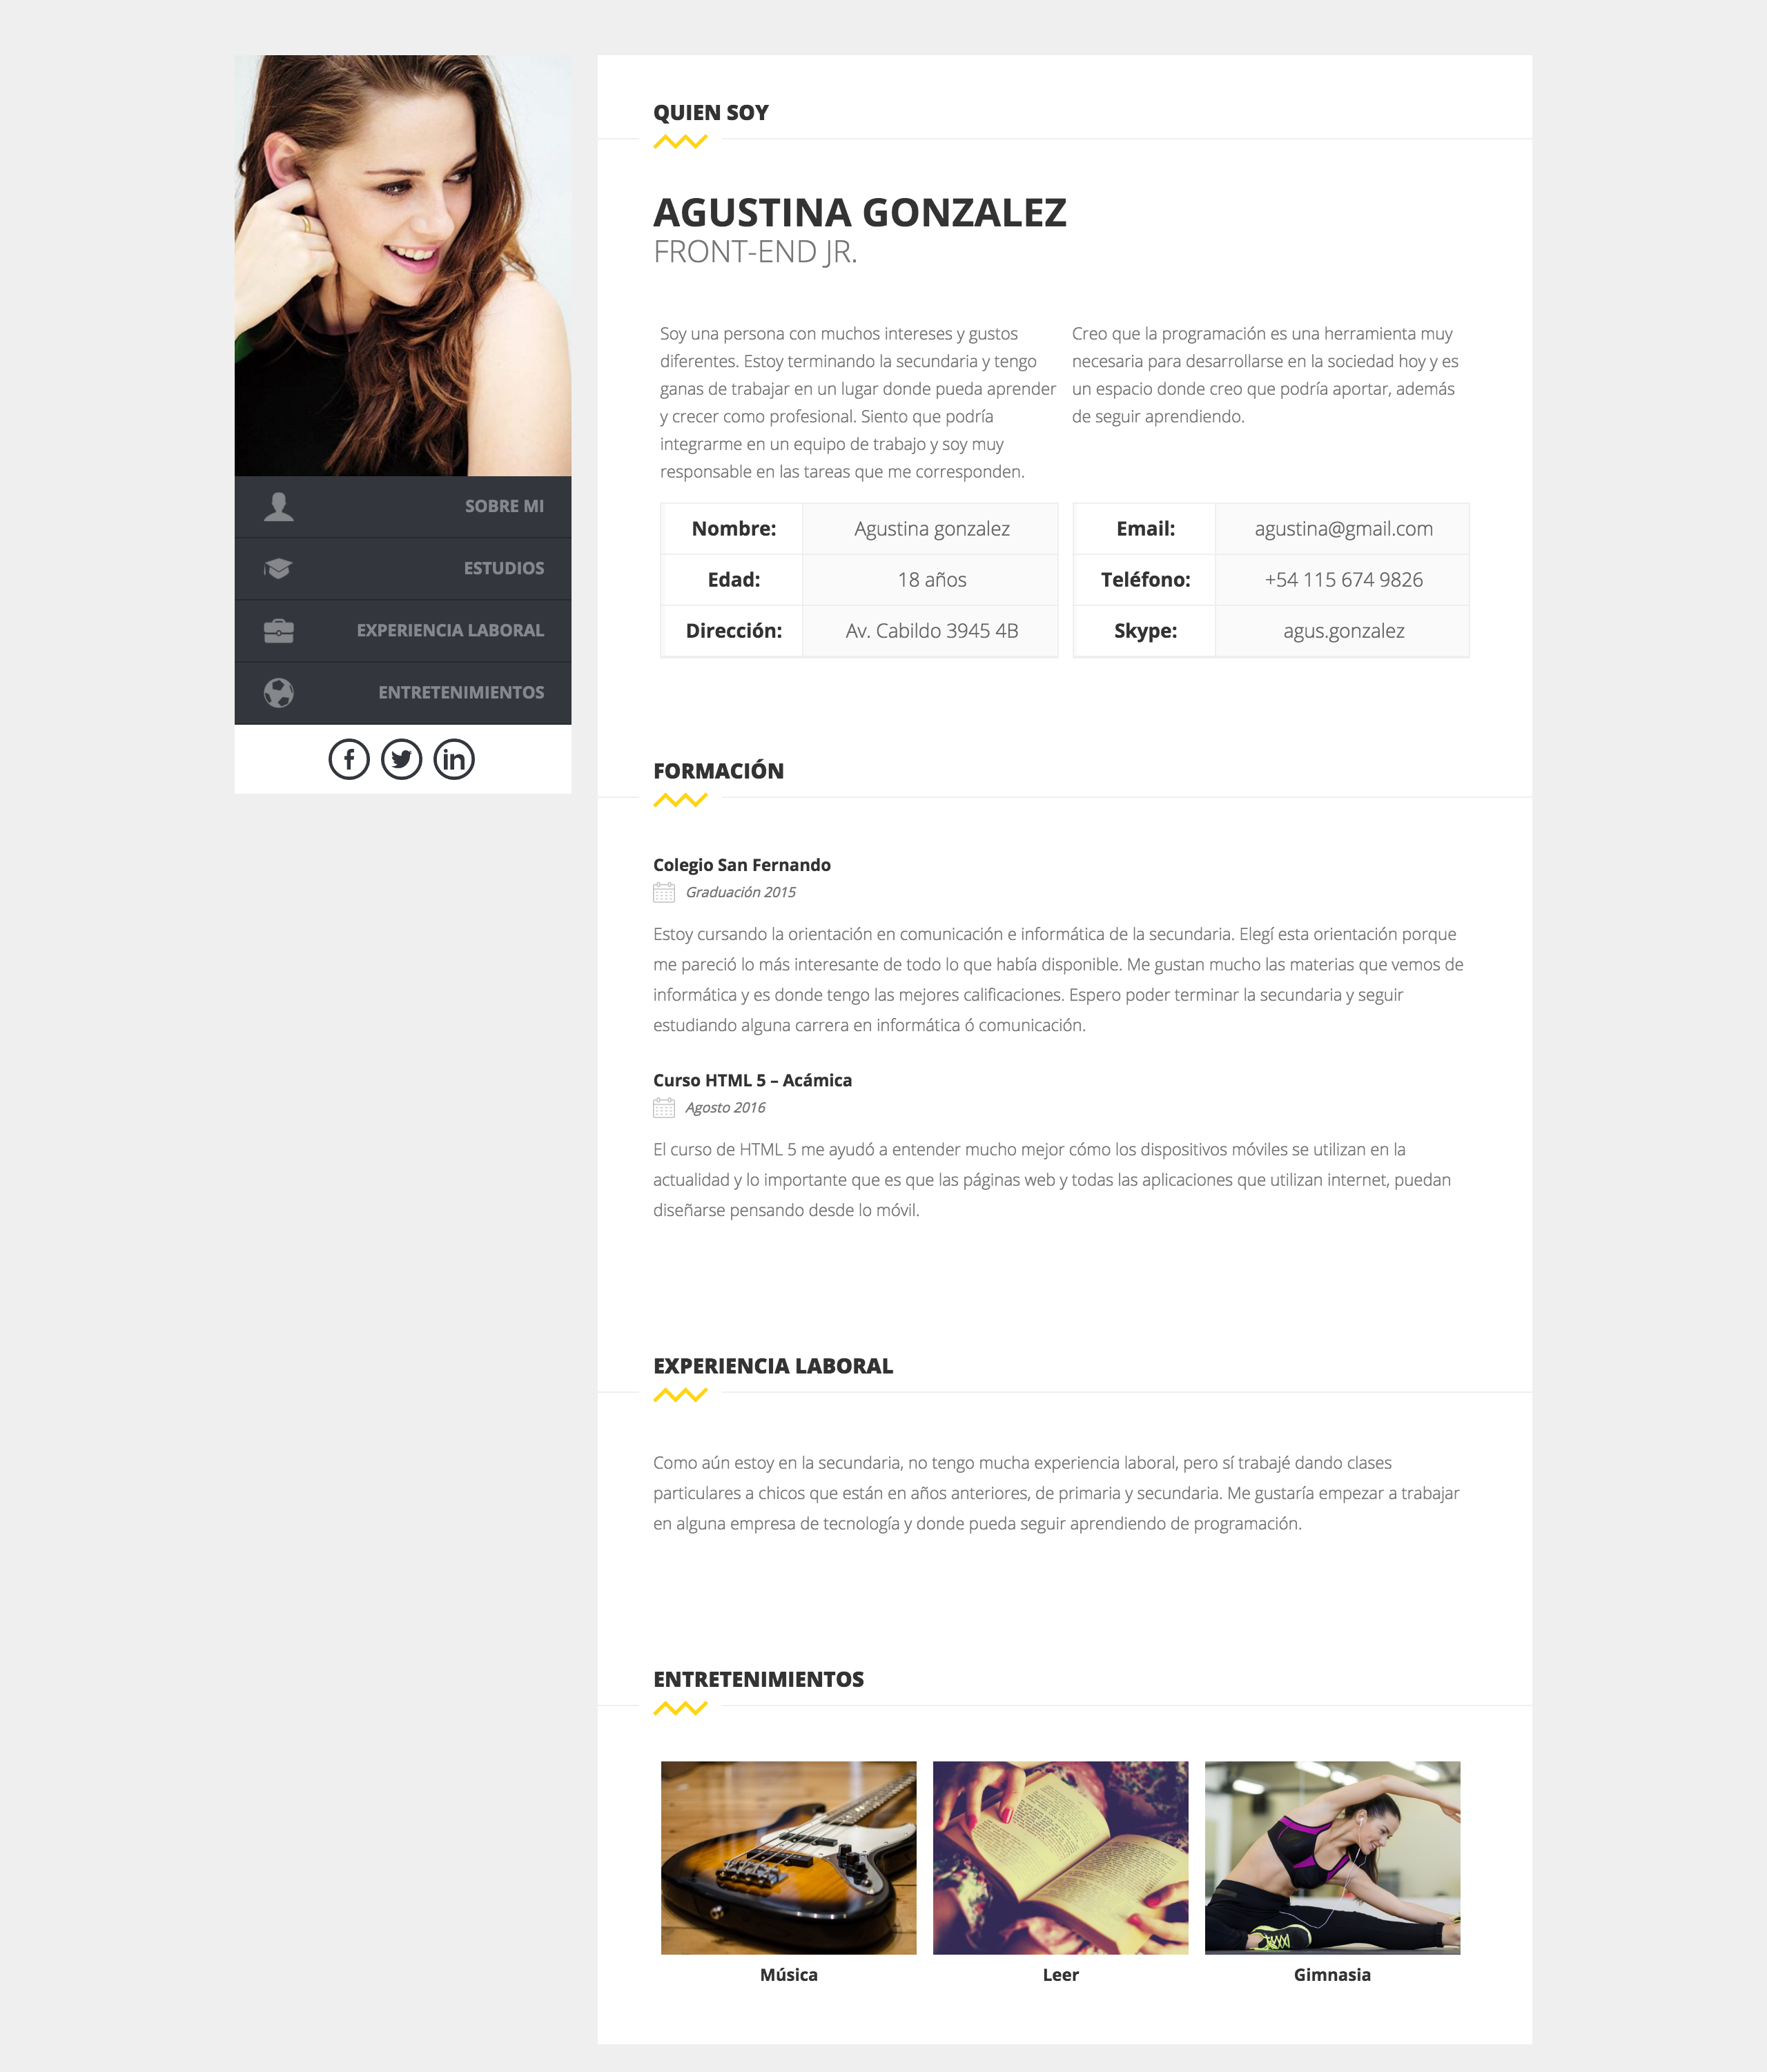 SOBRE MI
ESTUDIOS
EXPERIENCIA LABORAL
ENTRETENIMIENTOS
QUIEN SOY
AGUSTINA GONZALEZ
FRONT-END JR.
Soy una persona con muchos intereses y gustos
diferentes. Estoy terminando la secundaria y tengo
ganas de trabajar en un lugar donde pueda aprender
y crecer como profesional. Siento que podría
integrarme en un equipo de trabajo y soy muy
responsable en las tareas que me corresponden.
Creo que la programación es una herramienta muy
necesaria para desarrollarse en la sociedad hoy y es
un espacio donde creo que podría aportar, además
de seguir aprendiendo.
Nombre: Agustina gonzalez
Edad: 18 años
Dirección: Av. Cabildo 3945 4B
Email: agustina@gmail.com
Teléfono: +54 115 674 9826
Skype: agus.gonzalez
FORMACIÓN
Colegio San Fernando
Graduación 2015
Estoy cursando la orientación en comunicación e informática de la secundaria. Elegí esta orientación porque
me pareció lo más interesante de todo lo que había disponible. Me gustan mucho las materias que vemos de
informática y es donde tengo las mejores calificaciones. Espero poder terminar la secundaria y seguir
estudiando alguna carrera en informática ó comunicación.
Curso HTML 5 – Acámica
Agosto 2016
El curso de HTML 5 me ayudó a entender mucho mejor cómo los dispositivos móviles se utilizan en la
actualidad y lo importante que es que las páginas web y todas las aplicaciones que utilizan internet, puedan
diseñarse pensando desde lo móvil.
EXPERIENCIA LABORAL
Como aún estoy en la secundaria, no tengo mucha experiencia laboral, pero sí trabajé dando clases
particulares a chicos que están en años anteriores, de primaria y secundaria. Me gustaría empezar a trabajar
en alguna empresa de tecnología y donde pueda seguir aprendiendo de programación.
ENTRETENIMIENTOS
Música
Leer
Gimnasia